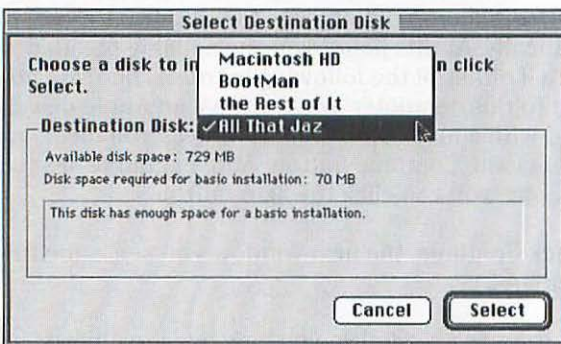 Select Destination Disk
Choose a disk to in
n click
Select.
Macintosh HD
BootMan
the Rest of It
Destination Disk: ✓All That Jaz
Available disk space: 729 MB
Disk space required for basic installation: 70 MB
This disk has enough space for a basic installation.
Cancel
Select